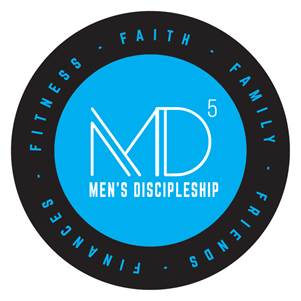 FITNESS - FAITH - FAMILY - FRIENDS - FINANCES -
MD5
MEN'S DISCIPLESHIP